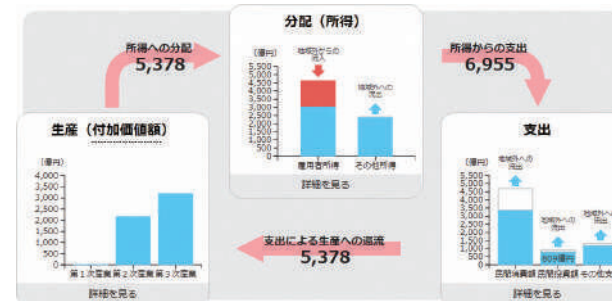 分配（所得）
所得への分配
5,378
所得からの支出
6,955
(億円)
地域外からの
流入
地域外への
流出
5,500
5,000
4,500
4,000
3,500
3,000
2,500
2,000
1,500
1,000
500
0
雇用者所得
その他所得
詳細を見る
生産（付加価値額）
(億円)
4,000
3,500
3,000
2,500
2,000
1,500
1,000
500
0
第1次産業
第2次産業
第3次産業
詳細を見る
支出
(億円)
地域外への
流出
地域外への
流出
地域外へ
流出
5,500
5,000
4,500
4,000
3,500
3,000
2,500
2,000
1,500
1,000
500
0
民間消費額
民間投資額
その他支
詳細を見る
支出による生産への還流
5,378